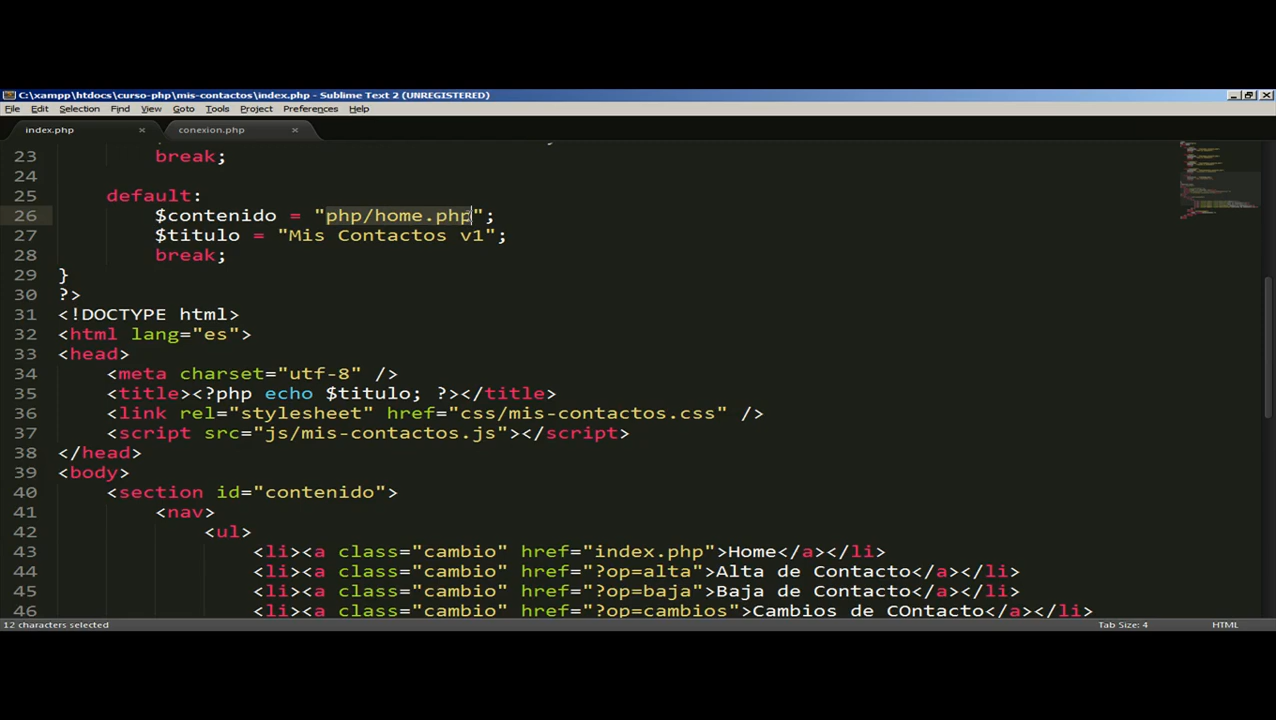 C:\xampp\htdocs\curso-php\mis-contactos\index.php - Sublime Text 2 (UNREGISTERED)
File Edit Selection Find View Goto Tools Project Preferences Help
index.php conexion.php
23 break;
24
25 default:
26 $contenido = "php/home.php";
27 $titulo = "Mis Contactos v1";
28 break;
29 }
30 ?>
31 <!DOCTYPE html>
32 <html lang="es">
33 <head>
34 <meta charset="utf-8" />
35 <title><?php echo $titulo; ?></title>
36 <link rel="stylesheet" href="css/mis-contactos.css" />
37 <script src="js/mis-contactos.js"></script>
38 </head>
39 <body>
40 <section id="contenido">
41 <nav>
42 <ul>
43 <li><a class="cambio" href="index.php">Home</a></li>
44 <li><a class="cambio" href="?op=alta">Alta de Contacto</a></li>
45 <li><a class="cambio" href="?op=baja">Baja de Contacto</a></li>
46 <li><a class="cambio" href="?op=cambios">Cambios de COntacto</a></li>
12 characters selected Tab Size: 4 HTML